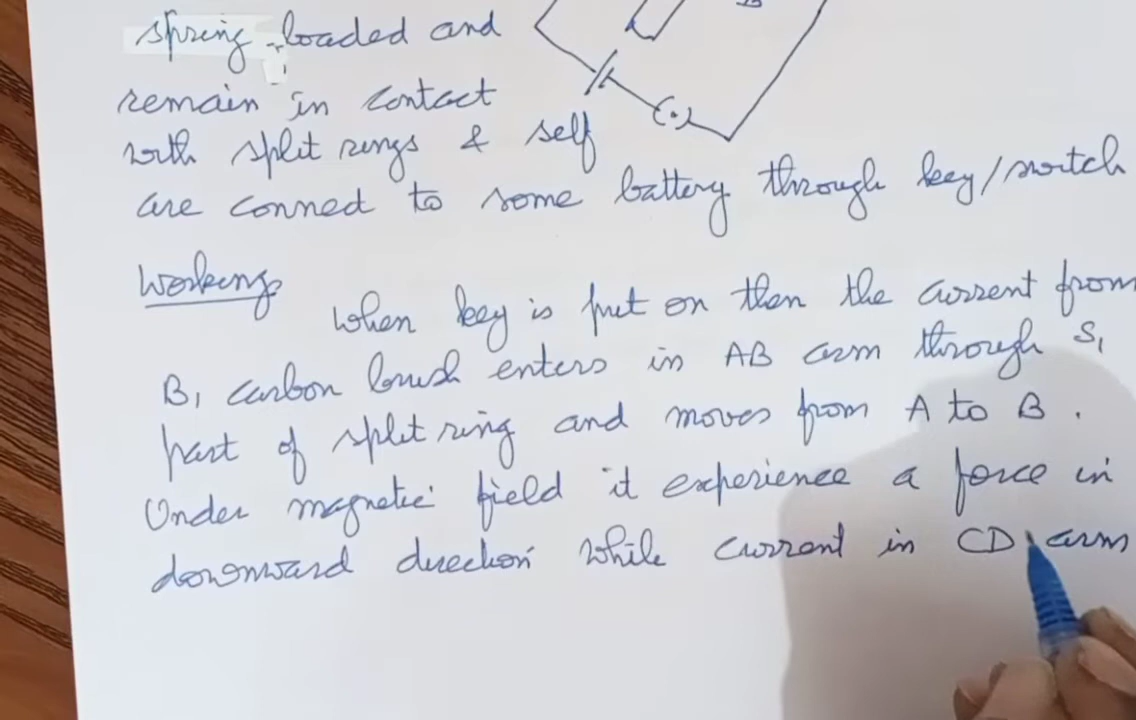 spring-loaded and
remain in contact
with split rings & self
are conned to some battery through key/switch
Working
When key is put on then the current from
B1 carbon brush enters in AB arm through S1
part of split ring and moves from A to B.
Under magnetic field it experience a force in
downward direction while current in CD arm